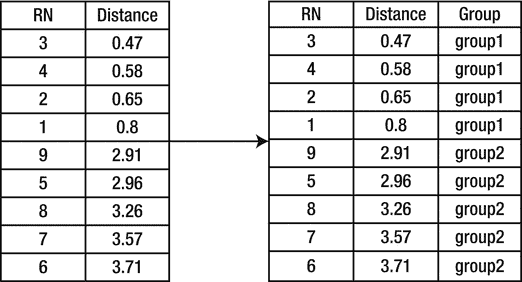 RN Distance
3 0.47
4 0.58
2 0.65
1 0.8
9 2.91
5 2.96
8 3.26
7 3.57
6 3.71
RN Distance Group
3 0.47 group1
4 0.58 group1
2 0.65 group1
1 0.8 group1
9 2.91 group2
5 2.96 group2
8 3.26 group2
7 3.57 group2
6 3.71 group2